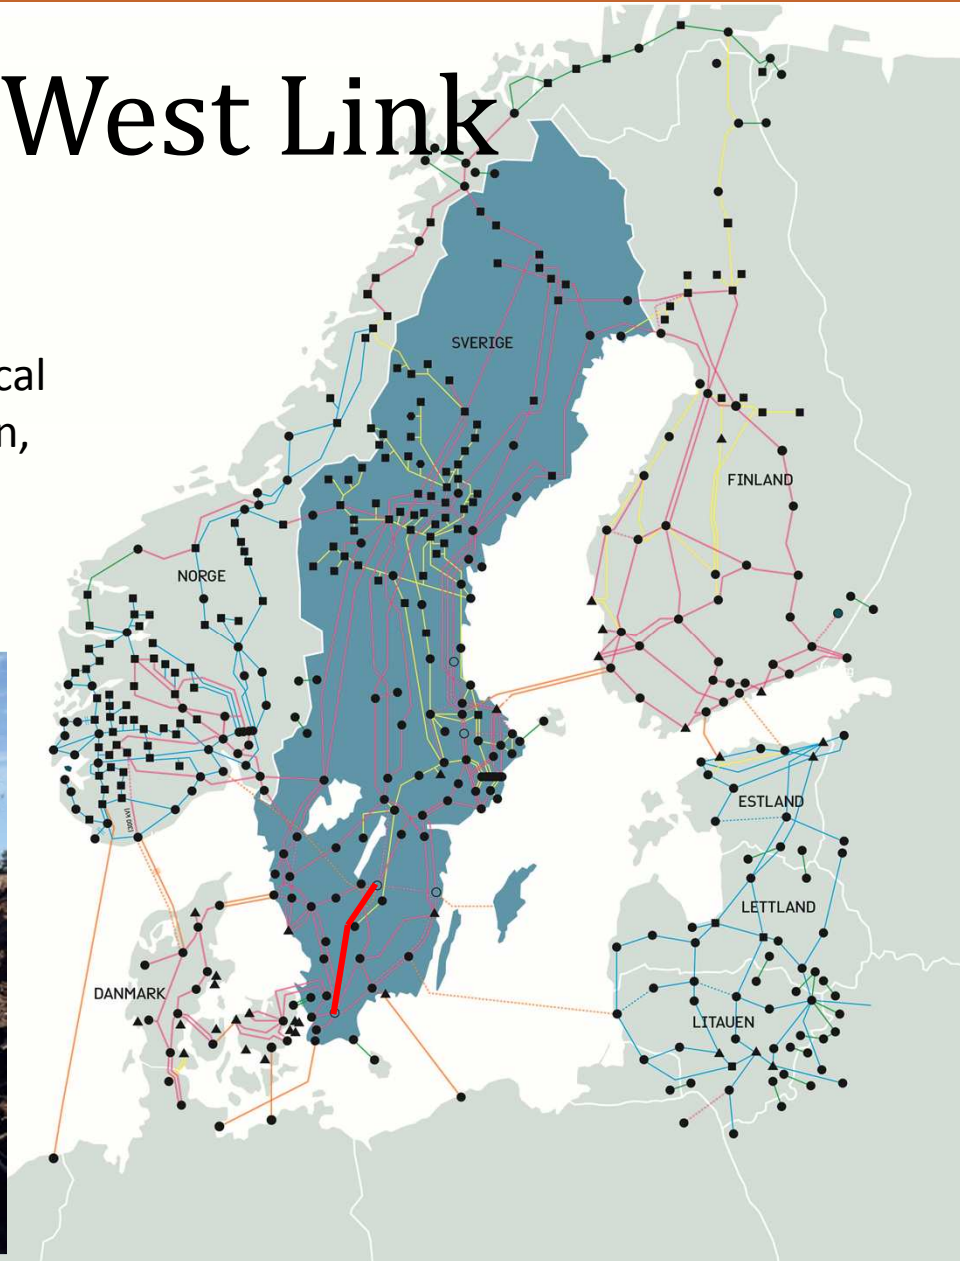 West Link
cal
n,
SVERIGE
FINLAND
NORGE
ESTLAND
LETTLAND
DANMARK
LITAUEN